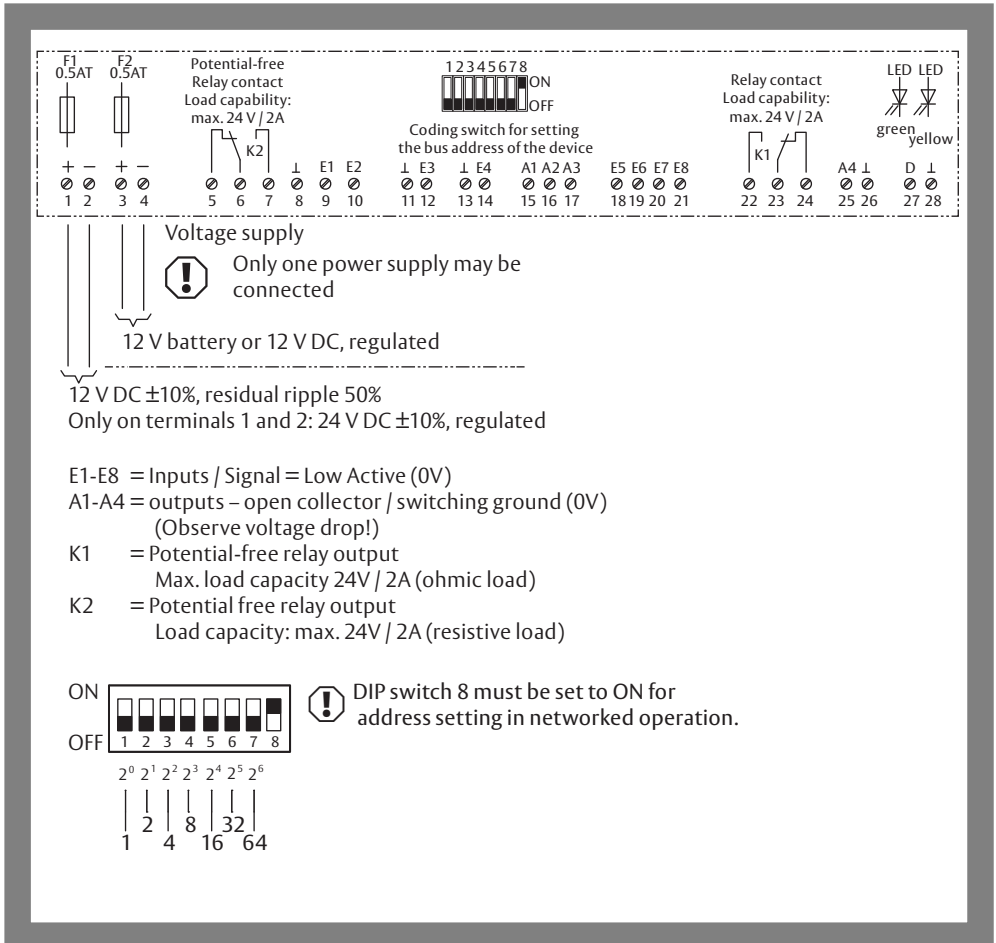 F1 F2
0.5AT 0.5AT
Potential-free
Relay contact
Load capability:
max. 24 V / 2A
K2
1 2 3 4 5 6 7 8
ON
OFF
Coding switch for setting
the bus address of the device
Relay contact
Load capability:
max. 24 V / 2A
K1
LED LED
green yellow
+ – + – ⊥ E1 E2 ⊥ E3 ⊥ E4 A1 A2 A3 E5 E6 E7 E8 A4 ⊥ D ⊥
1 2 3 4 5 6 7 8 9 10 11 12 13 14 15 16 17 18 19 20 21 22 23 24 25 26 27 28
Voltage supply
! Only one power supply may be
connected
12 V battery or 12 V DC, regulated
12 V DC ±10%, residual ripple 50%
Only on terminals 1 and 2: 24 V DC ±10%, regulated
E1-E8 = Inputs / Signal = Low Active (0V)
A1-A4 = outputs – open collector / switching ground (0V)
(Observe voltage drop!)
K1 = Potential-free relay output
Max. load capacity 24V / 2A (ohmic load)
K2 = Potential free relay output
Load capacity: max. 24V / 2A (resistive load)
ON
OFF
1 2 3 4 5 6 7 8
! DIP switch 8 must be set to ON for
address setting in networked operation.
2⁰ 2¹ 2² 2³ 2⁴ 2⁵ 2⁶
2 8 32
1 4 16 64